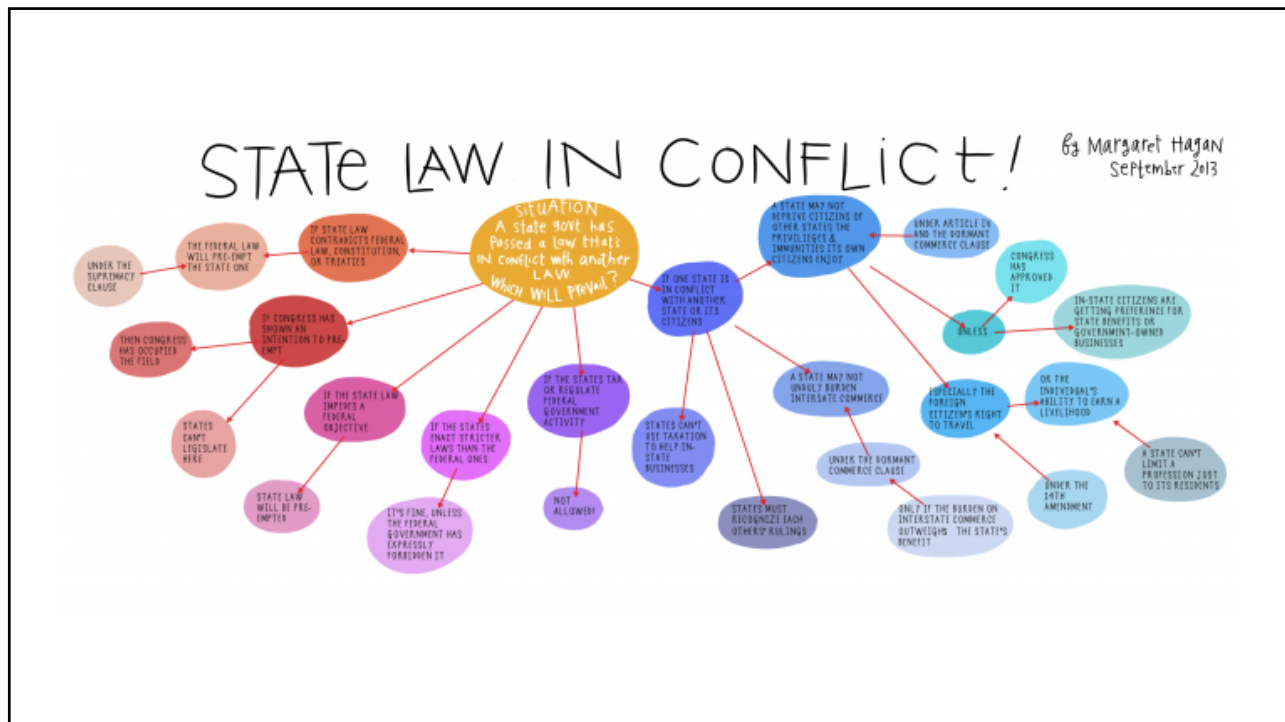 STATE LAW IN CONFLICT!
by Margaret Hagan
September 2013
SITUATION
A state govt has
passed a law that's
IN conflict with another
LAW
Which will prevail?
IF STATE LAW
CONTRADICTS FEDERAL
LAW, CONSTITUTION,
OR TREATIES
THE FEDERAL LAW
WILL PRE-EMPT
THE STATE ONE
UNDER THE
SUPREMACY
CLAUSE
IF CONGRESS HAS
SHOWN AN
INTENTION TO PRE-
EMPT
THEN CONGRESS
HAS OCCUPIED
THE FIELD
STATES
CAN'T
LEGISLATE
HERE
IF THE STATE LAW
IMPEDES A
FEDERAL
OBJECTIVE
STATE LAW
WILL BE PRE-
EMPTED
IF THE STATES
ENACT STRICTER
LAWS THAN THE
FEDERAL ONES
IT'S FINE, UNLESS
THE FEDERAL
GOVERNMENT HAS
EXPRESSLY
FORBIDDEN IT
IF THE STATES TAX
OR REGULATE
FEDERAL
GOVERNMENT
ACTIVITY
NOT
ALLOWED!
IF ONE STATE IS
IN CONFLICT
WITH ANOTHER
STATE OR ITS
CITIZENS
STATES CAN'T
USE TAXATION
TO HELP IN-
STATE
BUSINESSES
STATES MUST
RECOGNIZE EACH
OTHERS' RULINGS
A STATE MAY NOT
UNDULY BURDEN
INTERSATE COMMERCE
UNDER THE DORMANT
COMMERCE CLAUSE
ONLY IF THE BURDEN ON
INTERSTATE COMMERCE
OUTWEIGHS THE STATE'S
BENEFIT
A STATE MAY NOT
DEPRIVE CITIZENS OF
OTHER STATES THE
PRIVILIEGES &
IMMUNITIES ITS OWN
CITIZENS ENJOY
UNDER ARTICLE IV
AND THE DORMANT
COMMERCE CLAUSE
UNLESS...
CONGRESS
HAS
APPROVED
IT
IN-STATE CITIZENS ARE
GETTING PREFERENCE FOR
STATE BENEFITS OR
GOVERNMENT-OWNED
BUSINESSES
ESPECIALLY THE
FOREIGN
CITIZEN'S RIGHT
TO TRAVEL
OR THE
INDIVIDUAL'S
ABILITY TO EARN A
LIVELIHOOD
UNDER THE
14TH
AMENDMENT
A STATE CAN'T
LIMIT A
PROFESSION JUST
TO ITS RESIDENTS